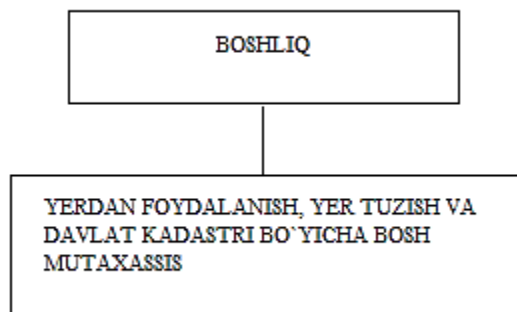 BOSHLIQ
YERDAN FOYDALANISH, YER TUZISH VA
DAVLAT KADASTRI BO`YICHA BOSH
MUTAXASSIS